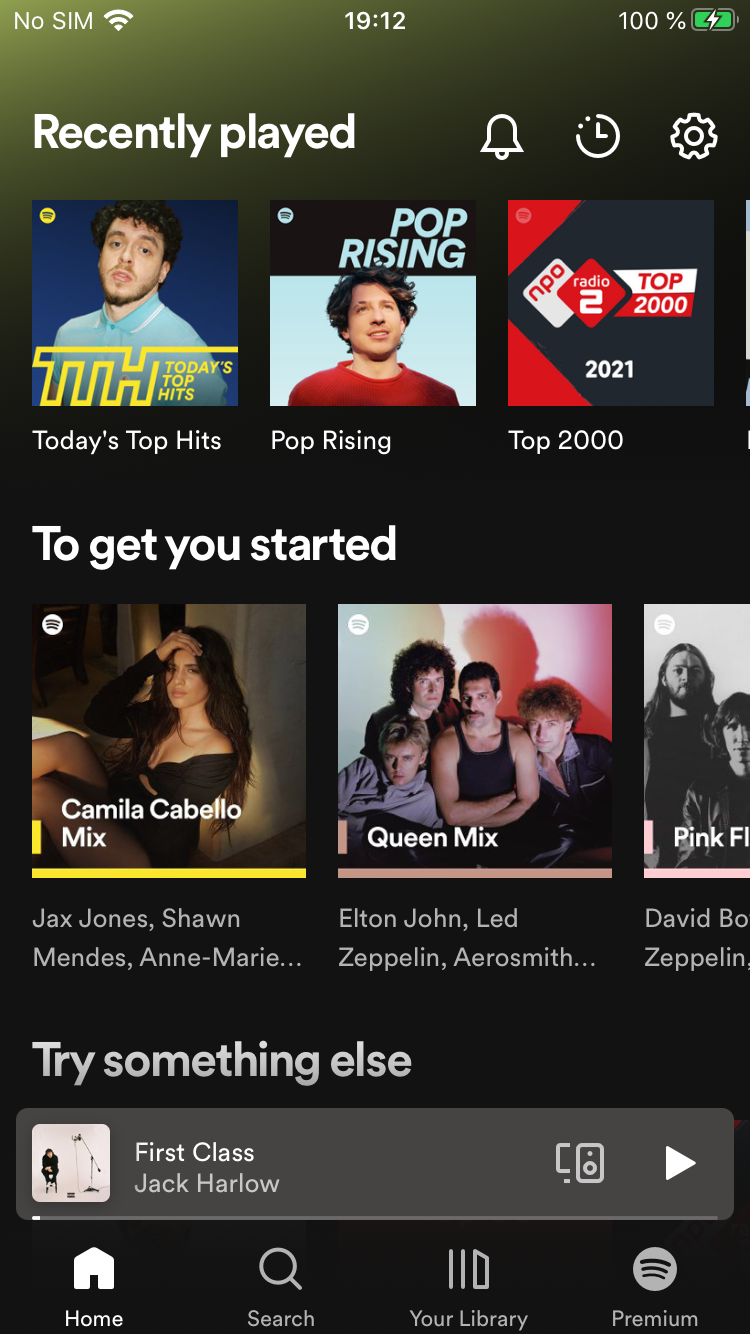 No SIM 19:12 100 %
Recently played
POP
RISING
npo radio 2 TOP 2000
TTH TODAY'S
TOP
HITS
2021
Today's Top Hits Pop Rising Top 2000
To get you started
Camila Cabello
Mix
Queen Mix
Pink Fl
Jax Jones, Shawn
Mendes, Anne-Marie...
Elton John, Led
Zeppelin, Aerosmith...
David Bo
Zeppelin,
Try something else
First Class
Jack Harlow
Home Search Your Library Premium